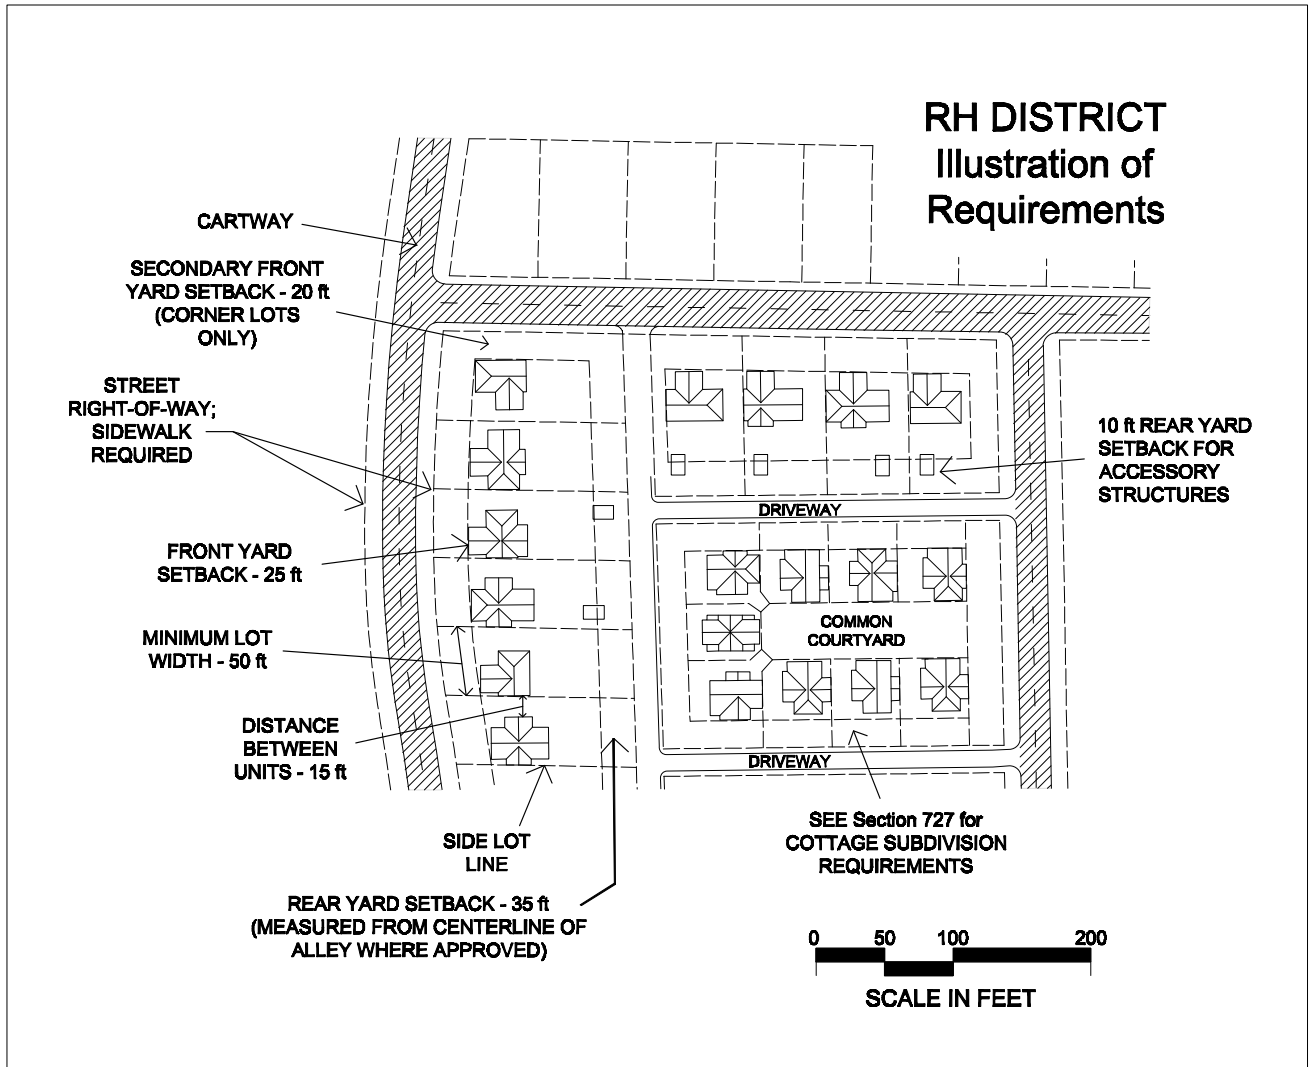 RH DISTRICT
Illustration of
Requirements
CARTWAY
SECONDARY FRONT
YARD SETBACK - 20 ft
(CORNER LOTS
ONLY)
STREET
RIGHT-OF-WAY;
SIDEWALK
REQUIRED
10 ft REAR YARD
SETBACK FOR
ACCESSORY
STRUCTURES
DRIVEWAY
FRONT YARD
SETBACK - 25 ft
COMMON
COURTYARD
MINIMUM LOT
WIDTH - 50 ft
DISTANCE
BETWEEN
UNITS - 15 ft
DRIVEWAY
SIDE LOT
LINE
SEE Section 727 for
COTTAGE SUBDIVISION
REQUIREMENTS
REAR YARD SETBACK - 35 ft
(MEASURED FROM CENTERLINE OF
ALLEY WHERE APPROVED)
0 50 100 200
SCALE IN FEET